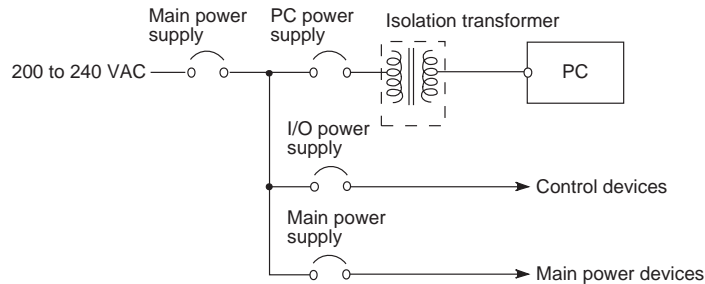 Main power
supply
PC power
supply
Isolation transformer
200 to 240 VAC
PC
I/O power
supply
Control devices
Main power
supply
Main power devices